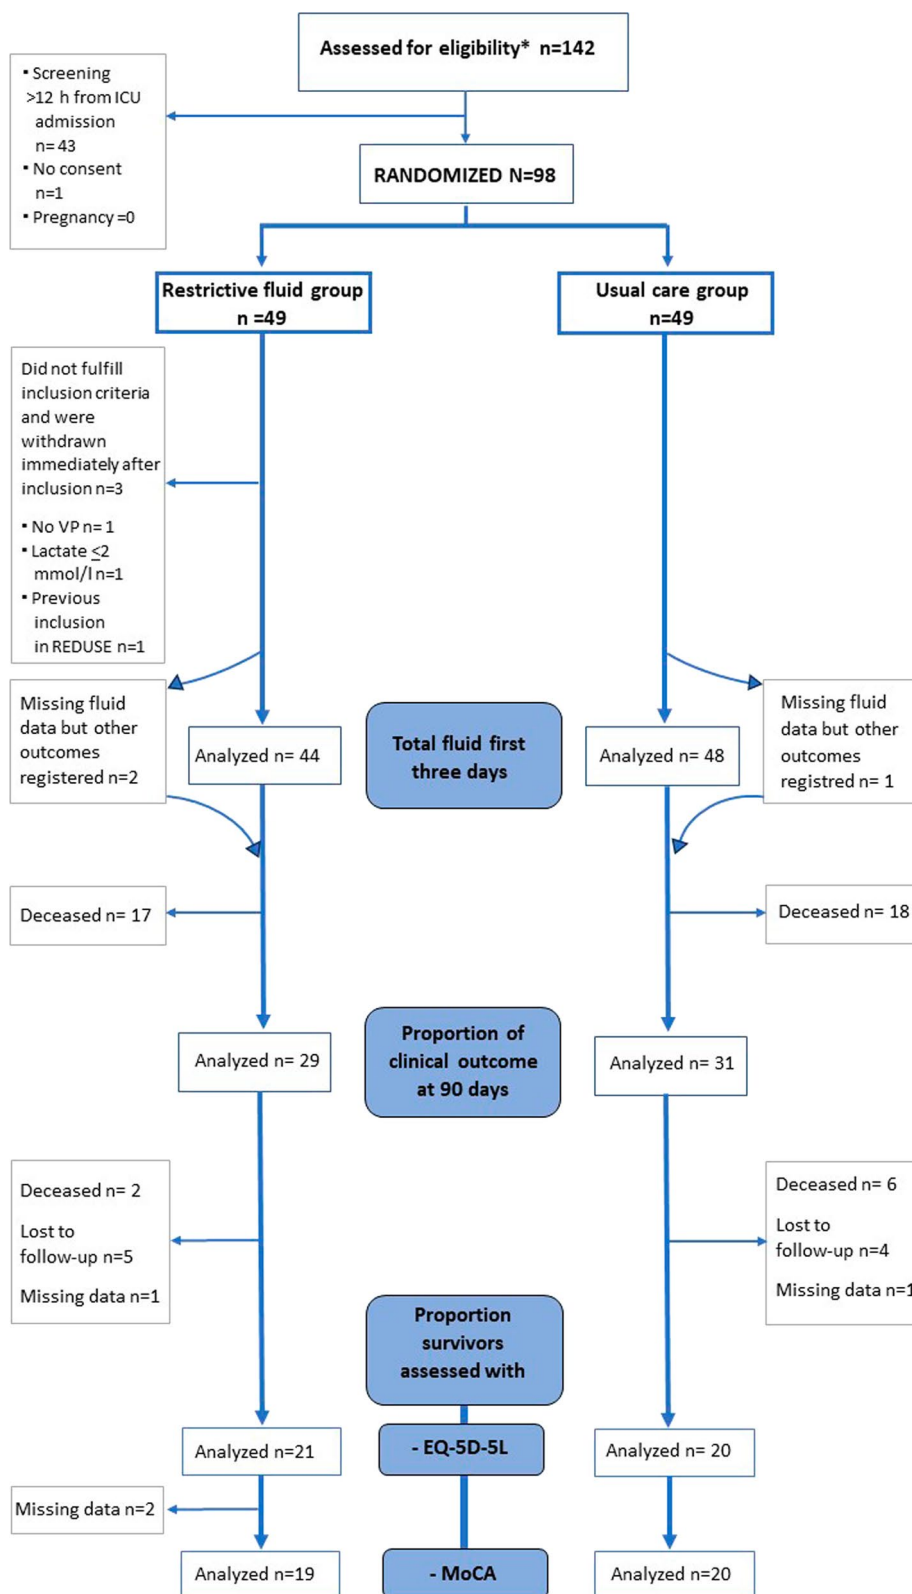 Assessed for eligibility* n=142
▪ Screening
>12 h from ICU
admission
n= 43
▪ No consent
n=1
▪ Pregnancy =0
RANDOMIZED N=98
Restrictive fluid group
n =49
Usual care group
n=49
Did not fulfill
inclusion criteria
and were
withdrawn
immediately after
inclusion n=3
▪ No VP n= 1
▪ Lactate ≤2
mmol/l n=1
▪ Previous
inclusion
in REDUSE n=1
Missing fluid
data but other
outcomes
registered n=2
Analyzed n= 44
Total fluid first
three days
Analyzed n= 48
Missing fluid
data but other
outcomes
registred n= 1
Deceased n= 17
Deceased n= 18
Analyzed n= 29
Proportion of
clinical outcome
at 90 days
Analyzed n= 31
Deceased n= 2
Lost to
follow-up n=5
Missing data n=1
Deceased n= 6
Lost to
follow-up n=4
Missing data n=1
Proportion
survivors
assessed with
Analyzed n=21
- EQ-5D-5L
Analyzed n= 20
Missing data n=2
Analyzed n=19
- MoCA
Analyzed n=20